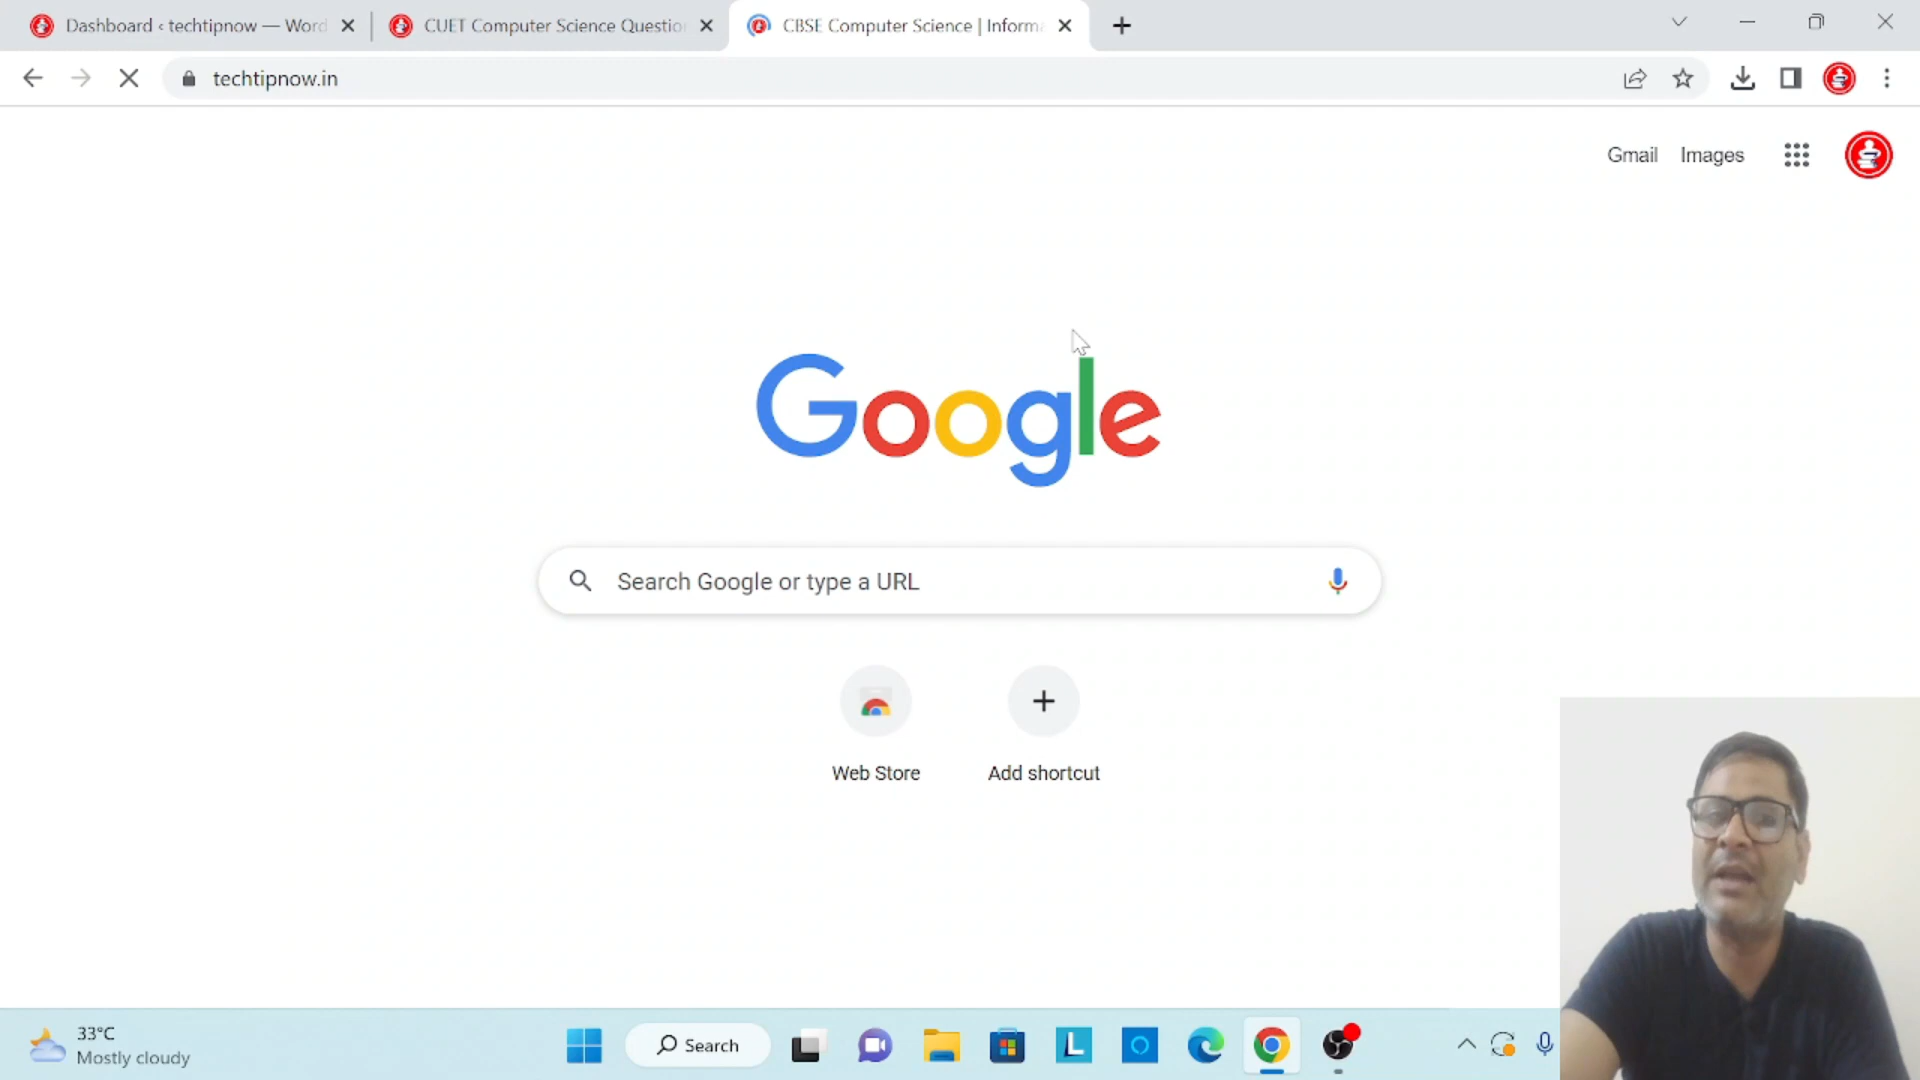 Dashboard ‹ techtipnow — Word
CUET Computer Science Questio
CBSE Computer Science | Inform
techtipnow.in
Gmail Images
Google
Search Google or type a URL
Web Store
Add shortcut
33°C
Mostly cloudy
Search